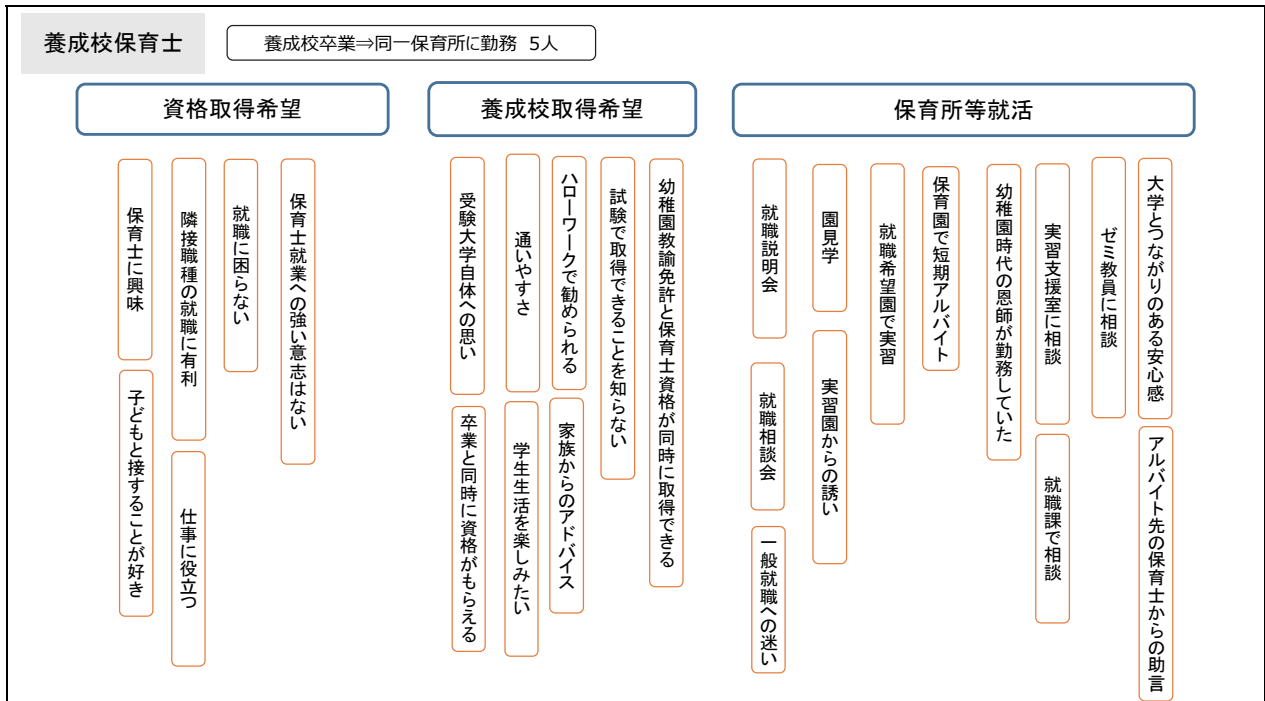 養成校保育士
養成校卒業⇒同一保育所に勤務 5人
資格取得希望
保育士に興味
子どもと接することが好き
隣接職種の就職に有利
仕事に役立つ
就職に困らない
保育士就業への強い意志はない
養成校取得希望
受験大学自体への思い
卒業と同時に資格がもらえる
通いやすさ
学生生活を楽しみたい
ハローワークで勧められる
家族からのアドバイス
試験で取得できることを知らない
幼稚園教諭免許と保育士資格が同時に取得できる
保育所等就活
就職説明会
就職相談会
一般就職への迷い
園見学
実習園からの誘い
就職希望園で実習
保育園で短期アルバイト
幼稚園時代の恩師が勤務していた
実習支援室に相談
就職課で相談
ゼミ教員に相談
大学とつながりのある安心感
アルバイト先の保育士からの助言